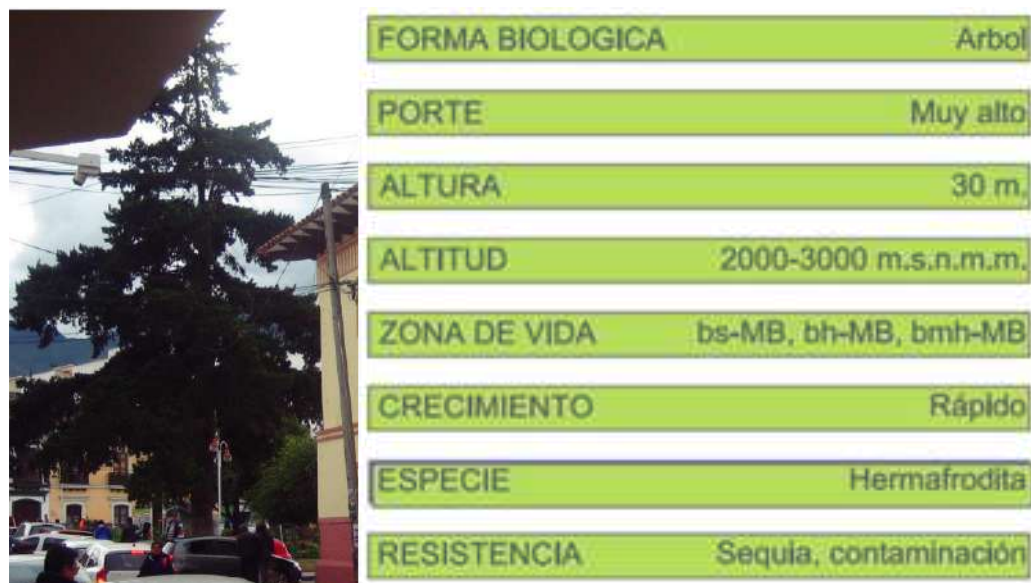 FORMA BIOLOGICA Arbol
PORTE Muy alto
ALTURA 30 m.
ALTITUD 2000-3000 m.s.n.m.m.
ZONA DE VIDA bs-MB, bh-MB, bmh-MB
CRECIMIENTO Rápido
ESPECIE Hermafrodita
RESISTENCIA Sequia, contaminación